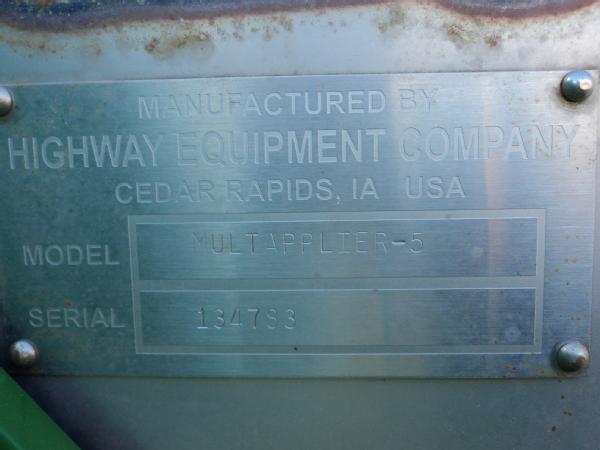 MANUFACTURED BY
HIGHWAY EQUIPMENT COMPANY
CEDAR RAPIDS, IA USA
MODEL MULTAPPLIER-5
SERIAL 134783